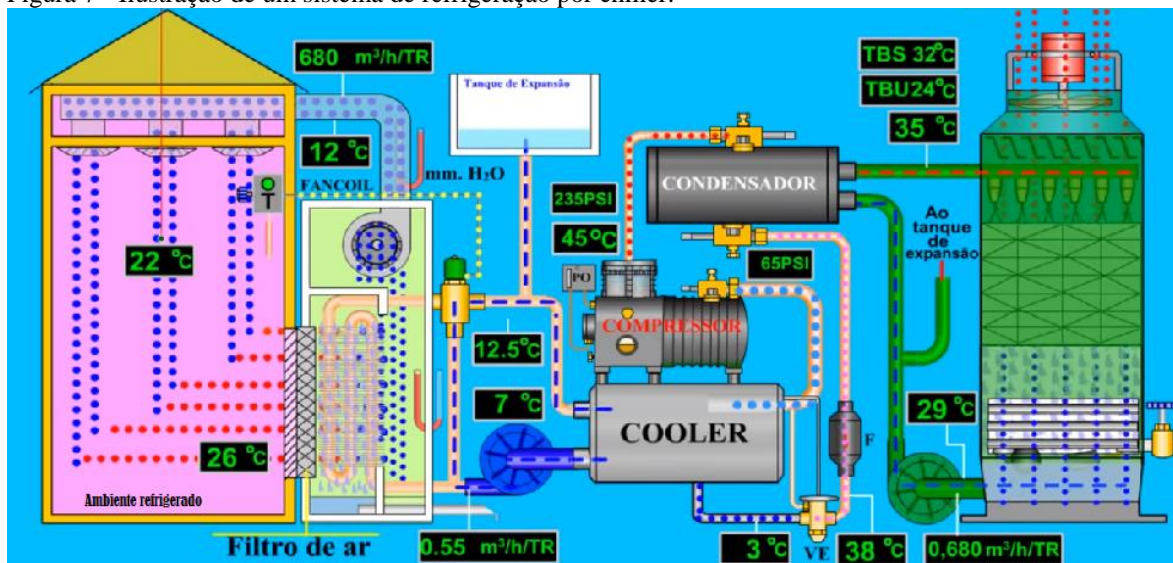 Figura 7 - Ilustração de um sistema de refrigeração por chiller.
680 m³/h/TR
Tanque de Expansão
TBS 32°C
TBU 24°C
35 °C
12 °C
mm. H₂O
FANCOIL
T
CONDENSADOR
235PSI
45°C
65PSI
Ao
tanque
de
expansão
22 °C
PO
COMPRESSOR
12.5°C
7 °C
COOLER
F
29 °C
26 °C
Ambiente refrigerado
Filtro de ar
0.55 m³/h/TR
3 °C
VE
38 °C
0,680 m³/h/TR